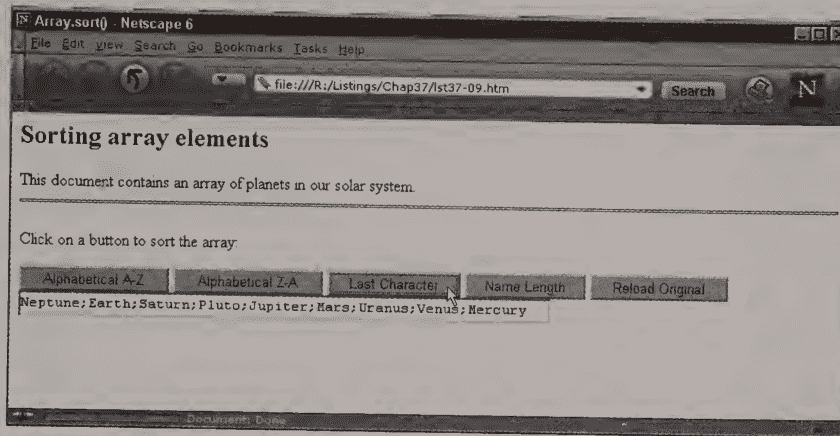 N Array.sort() - Netscape 6
File Edit View Search Go Bookmarks Tasks Help
file:///R:/Listings/Chap37/lst37-09.htm Search N
Sorting array elements
This document contains an array of planets in our solar system.
Click on a button to sort the array:
Alphabetical A-Z Alphabetical Z-A Last Character Name Length Reload Original
Neptune;Earth;Saturn;Pluto;Jupiter;Mars;Uranus;Venus;Mercury
Document: Done